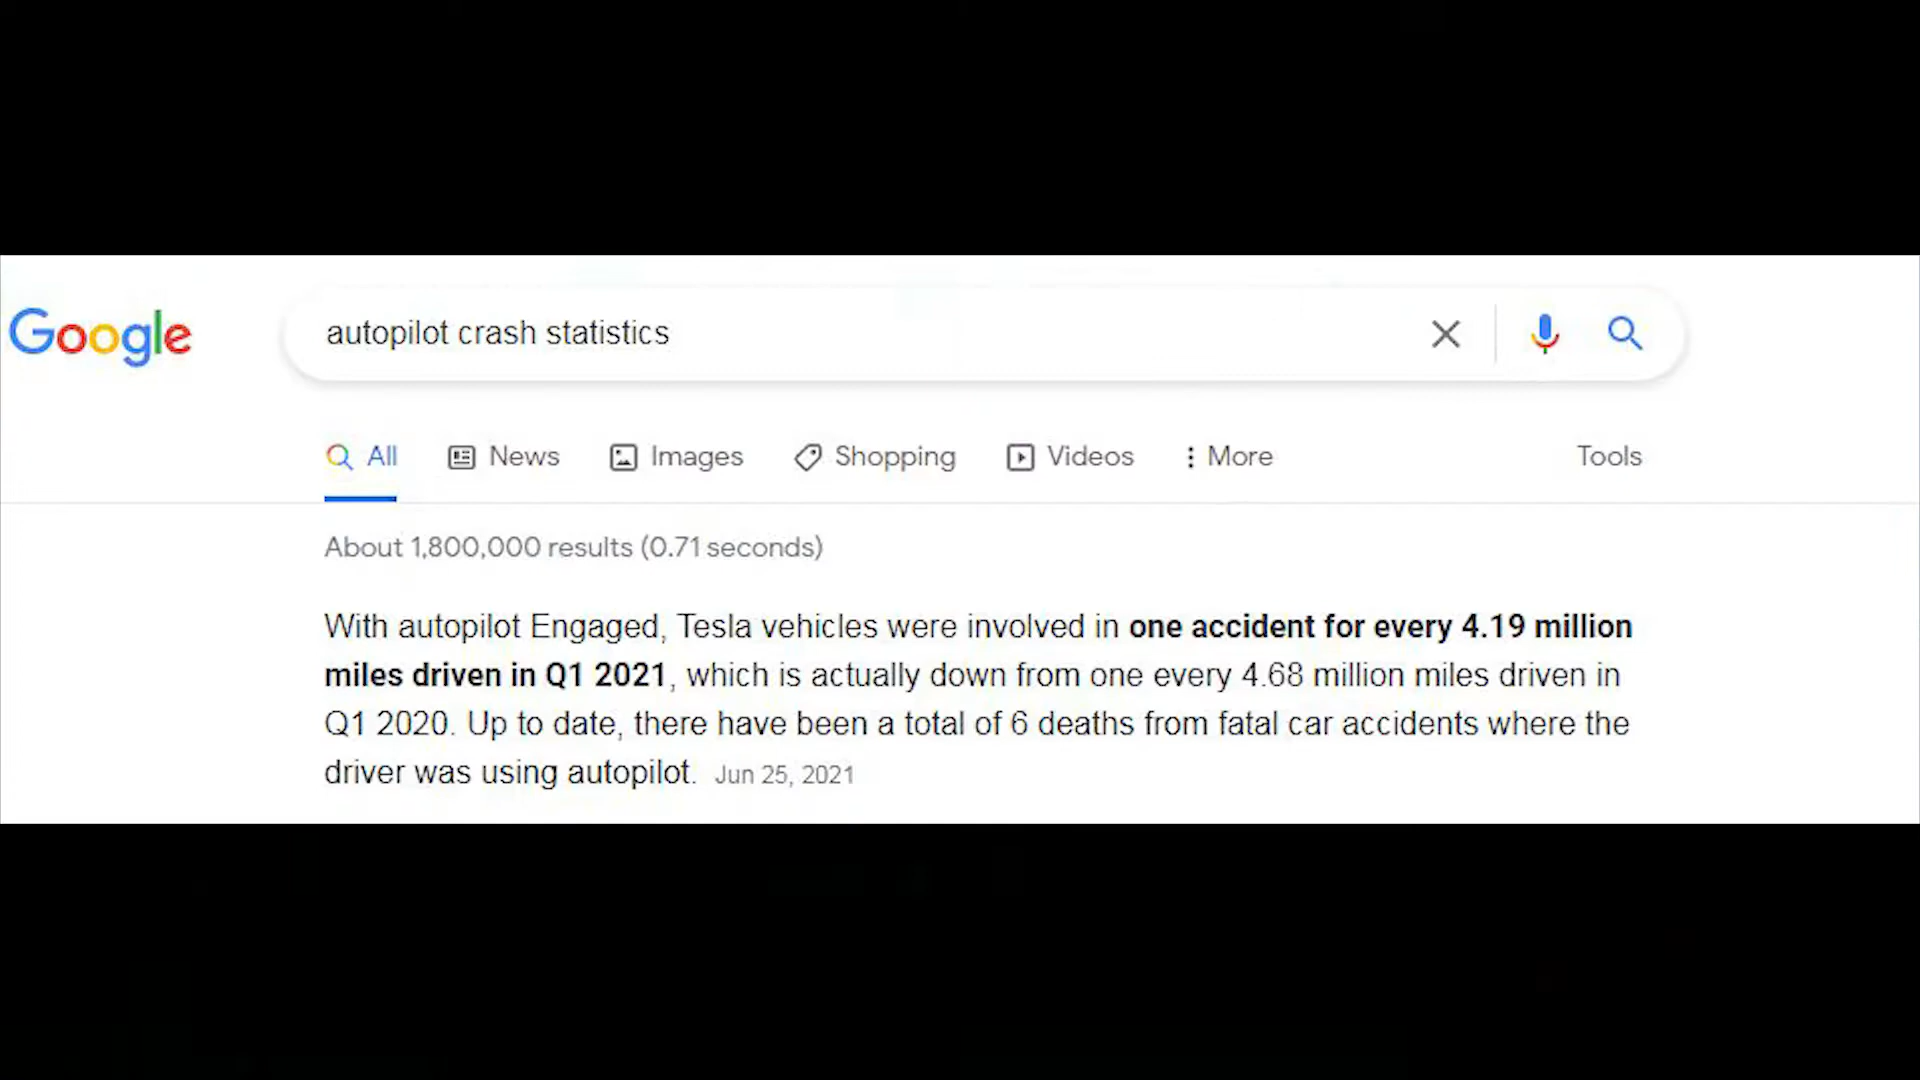 Google
autopilot crash statistics
All News Images Shopping Videos More Tools
About 1,800,000 results (0.71 seconds)
With autopilot Engaged, Tesla vehicles were involved in one accident for every 4.19 million
miles driven in Q1 2021, which is actually down from one every 4.68 million miles driven in
Q1 2020. Up to date, there have been a total of 6 deaths from fatal car accidents where the
driver was using autopilot. Jun 25, 2021